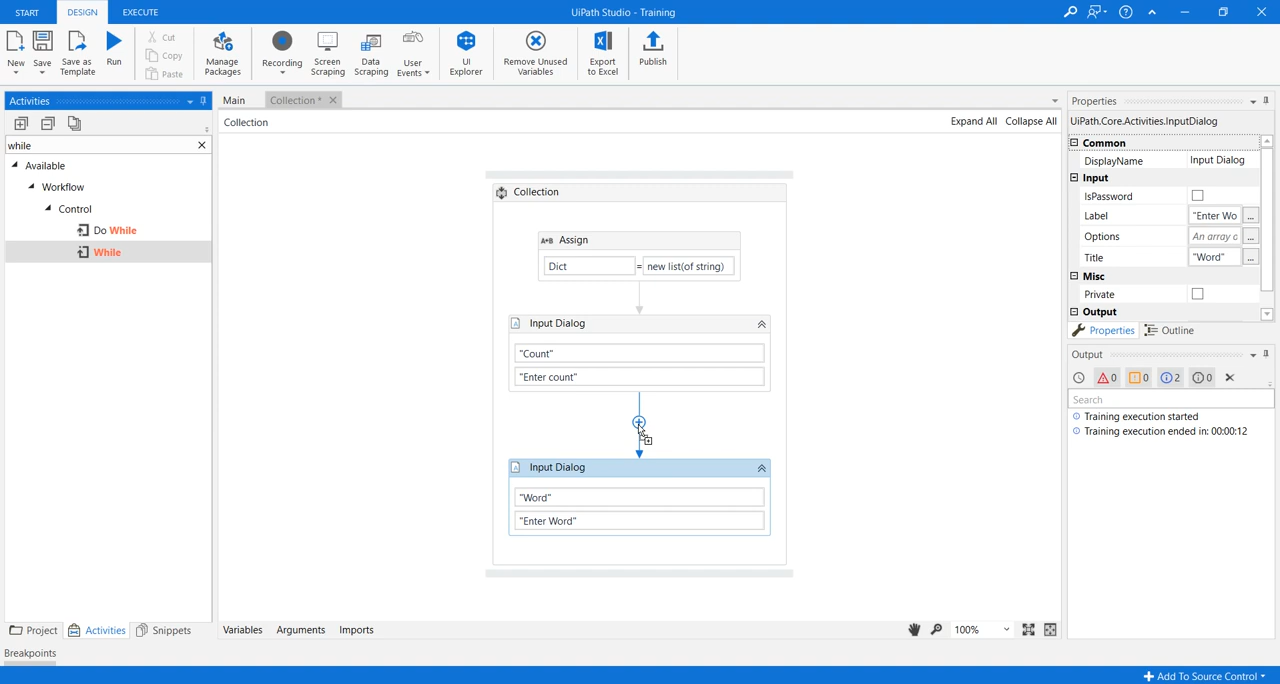 START DESIGN EXECUTE UiPath Studio - Training
New Save Save as Template Run Cut Copy Paste Manage Packages Recording Screen Scraping Data Scraping User Events UI Explorer Remove Unused Variables Export to Excel Publish
Activities
while
Available
Workflow
Control
Do While
While
Project Activities Snippets
Main Collection *
Collection Expand All Collapse All
Collection
A*B Assign
Dict = new list(of string)
Input Dialog
"Count"
"Enter count"
Input Dialog
"Word"
"Enter Word"
Variables Arguments Imports 100%
Properties
UiPath.Core.Activities.InputDialog
Common
DisplayName Input Dialog
Input
IsPassword
Label "Enter Wo ...
Options An array o ...
Title "Word" ...
Misc
Private
Output
Properties Outline
Output
0 0 2 0
Search
Training execution started
Training execution ended in: 00:00:12
Breakpoints
Add To Source Control